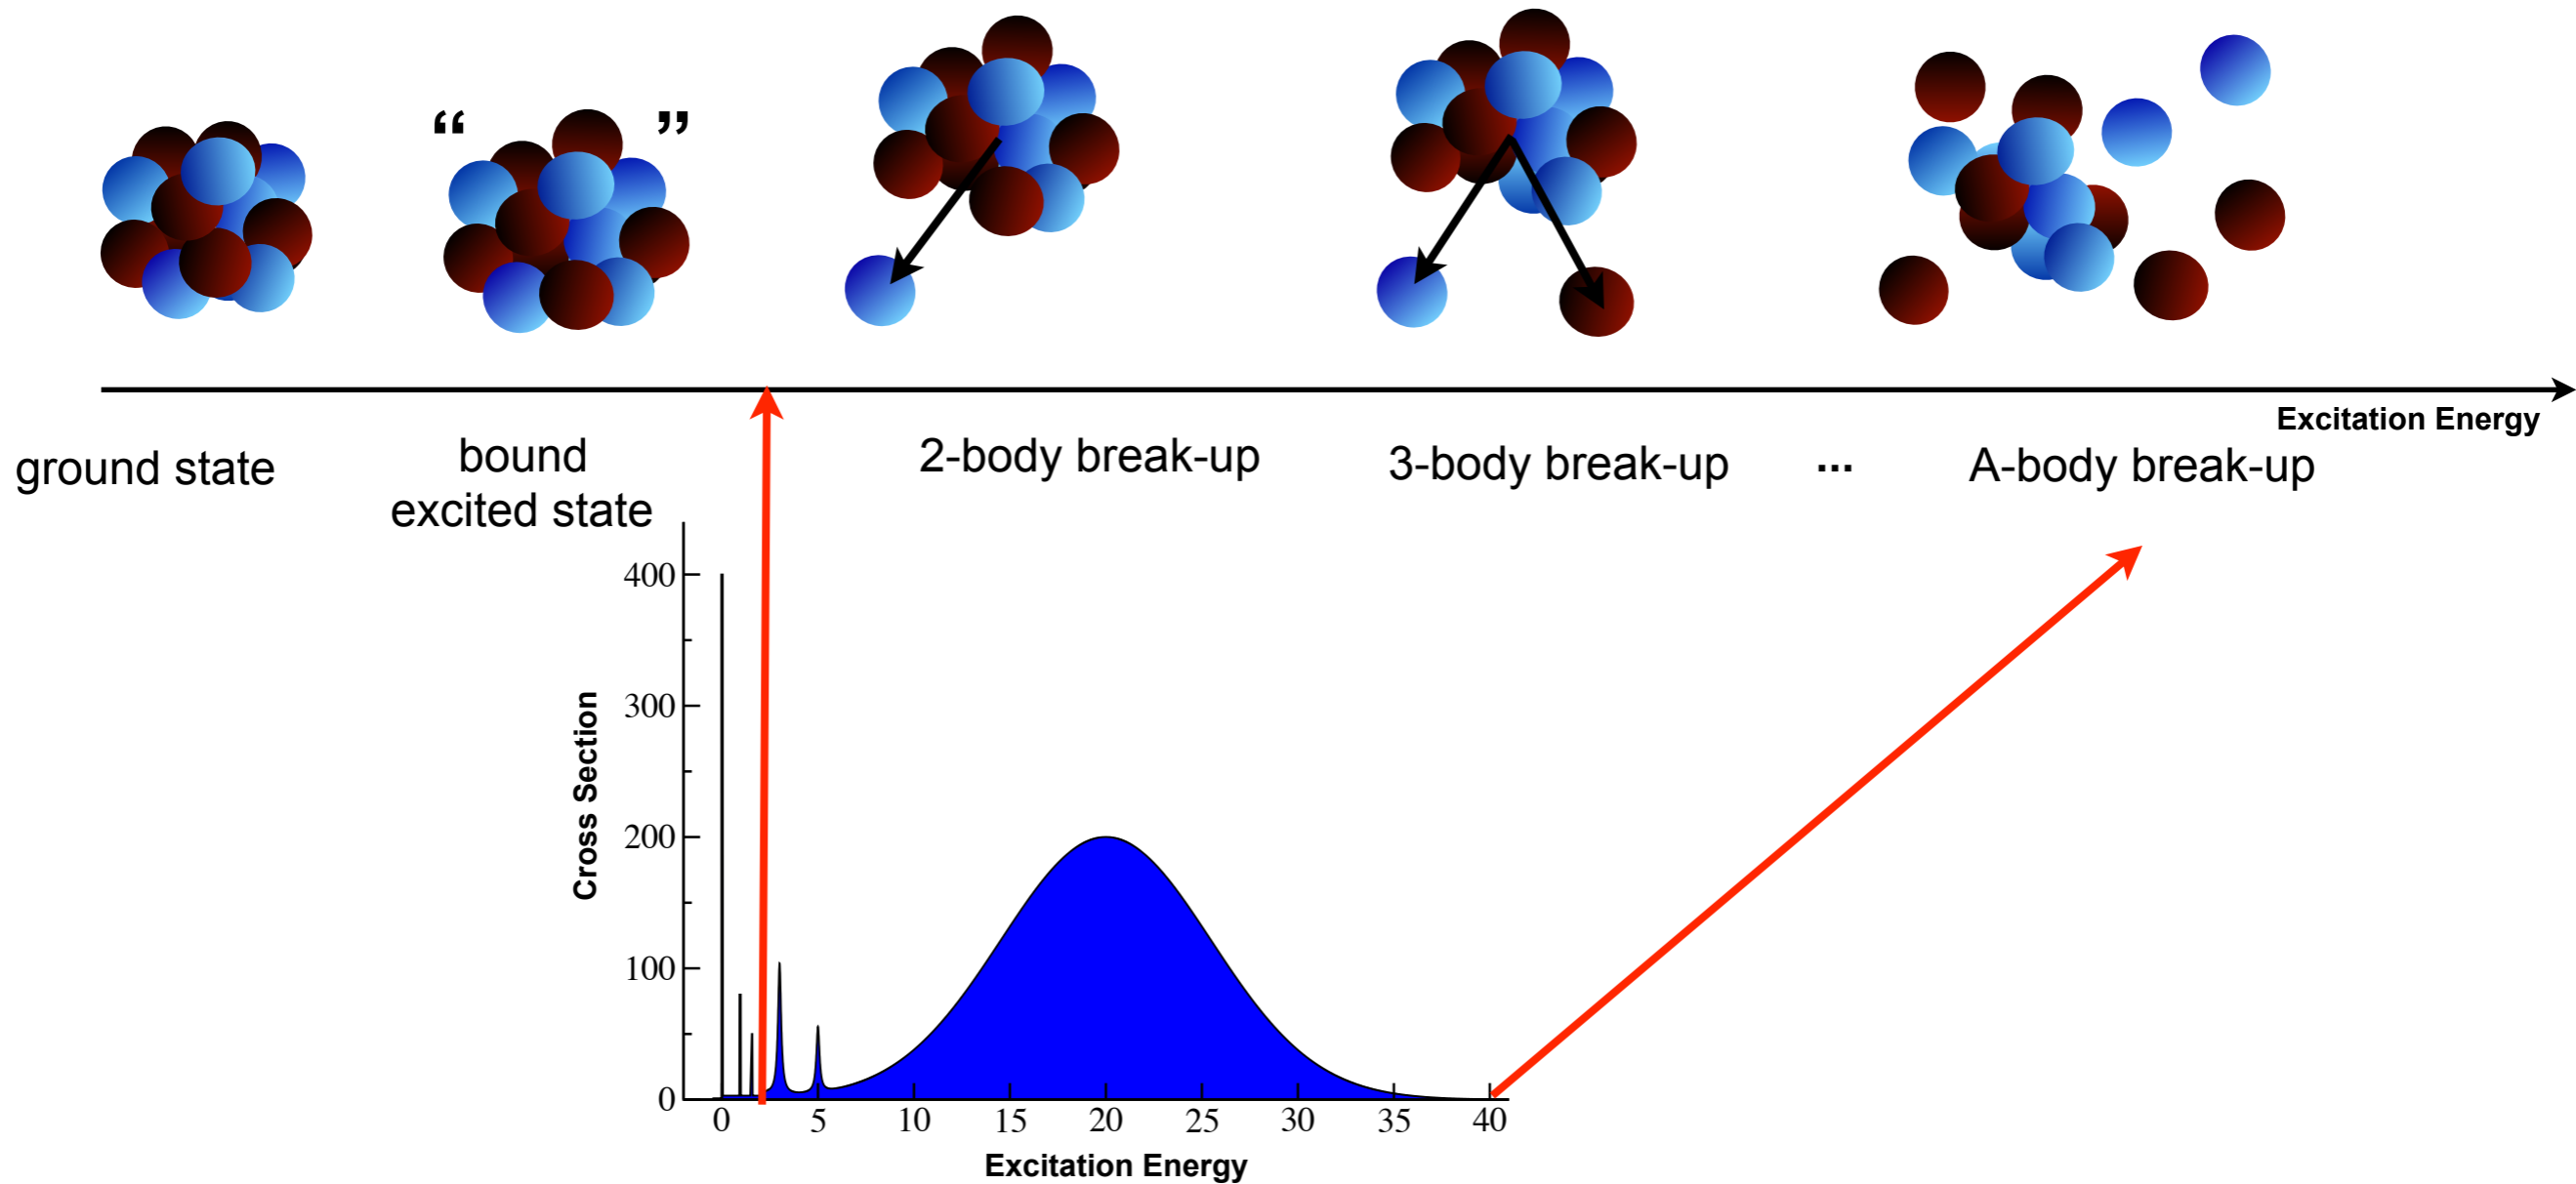 “ ”
Excitation Energy
ground state
bound
excited state
2-body break-up
3-body break-up
...
A-body break-up
400
300
200
100
0
Cross Section
0 5 10 15 20 25 30 35 40
Excitation Energy